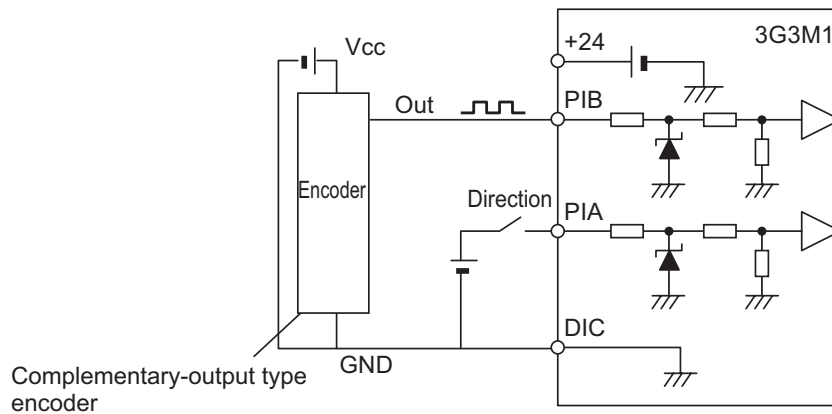 Vcc
+24
3G3M1
Out
PIB
Encoder
Direction
PIA
DIC
GND
Complementary-output type
encoder